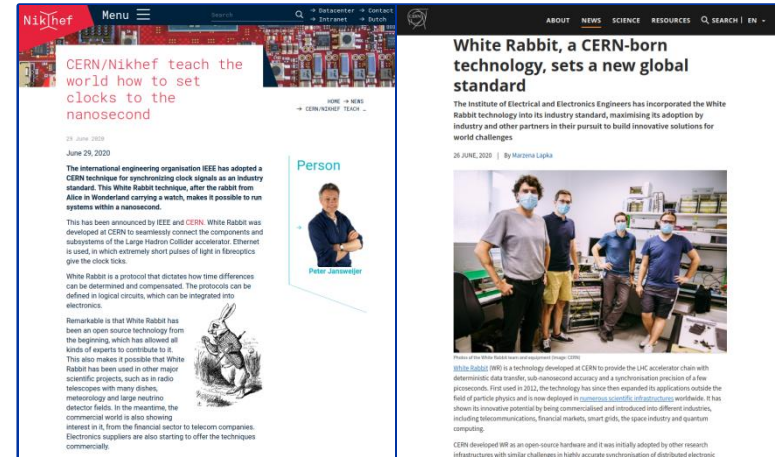 Nikhef
Menu
Search
→ Datacenter → Contact
→ Intranet → Dutch
CERN/Nikhef teach the
world how to set
clocks to the
nanosecond
HOME → NEWS
→ CERN/NIKHEF TEACH …
29 June 2020
June 29, 2020
The international engineering organisation IEEE has adopted a
CERN technique for synchronizing clock signals as an industry
standard. This White Rabbit technique, after the rabbit from
Alice in Wonderland carrying a watch, makes it possible to run
systems within a nanosecond.
This has been announced by IEEE and CERN. White Rabbit was
developed at CERN to seamlessly connect the components and
subsystems of the Large Hadron Collider accelerator. Ethernet
is used, in which extremely short pulses of light in fibreoptics
give the clock ticks.
White Rabbit is a protocol that dictates how time differences
can be determined and compensated. The protocols can be
defined in logical circuits, which can be integrated into
electronics.
Remarkable is that White Rabbit has
been an open source technology from
the beginning, which has allowed all
kinds of experts to contribute to it.
This also makes it possible that White
Rabbit has been used in other major
scientific projects, such as in radio
telescopes with many dishes,
meteorology and large neutrino
detector fields. In the meantime, the
commercial world is also showing
interest in it, from the financial sector to telecom companies.
Electronics suppliers are also starting to offer the techniques
commercially.
Person
→
Peter Jansweijer
ABOUT NEWS SCIENCE RESOURCES SEARCH | EN
White Rabbit, a CERN-born
technology, sets a new global
standard
The Institute of Electrical and Electronics Engineers has incorporated the White
Rabbit technology into its industry standard, maximising its adoption by
industry and other partners in their pursuit to build innovative solutions for
world challenges
26 JUNE, 2020 | By Marzena Lapka
Photos of the White Rabbit team and equipment (Image: CERN)
White Rabbit (WR) is a technology developed at CERN to provide the LHC accelerator chain with
deterministic data transfer, sub-nanosecond accuracy and a synchronisation precision of a few
picoseconds. First used in 2012, the technology has since then expanded its applications outside the
field of particle physics and is now deployed in numerous scientific infrastructures worldwide. It has
shown its innovative potential by being commercialised and introduced into different industries,
including telecommunications, financial markets, smart grids, the space industry and quantum
computing.
CERN developed WR as an open-source hardware and it was initially adopted by other research
infrastructures with similar challenges in highly accurate synchronisation of distributed electronic